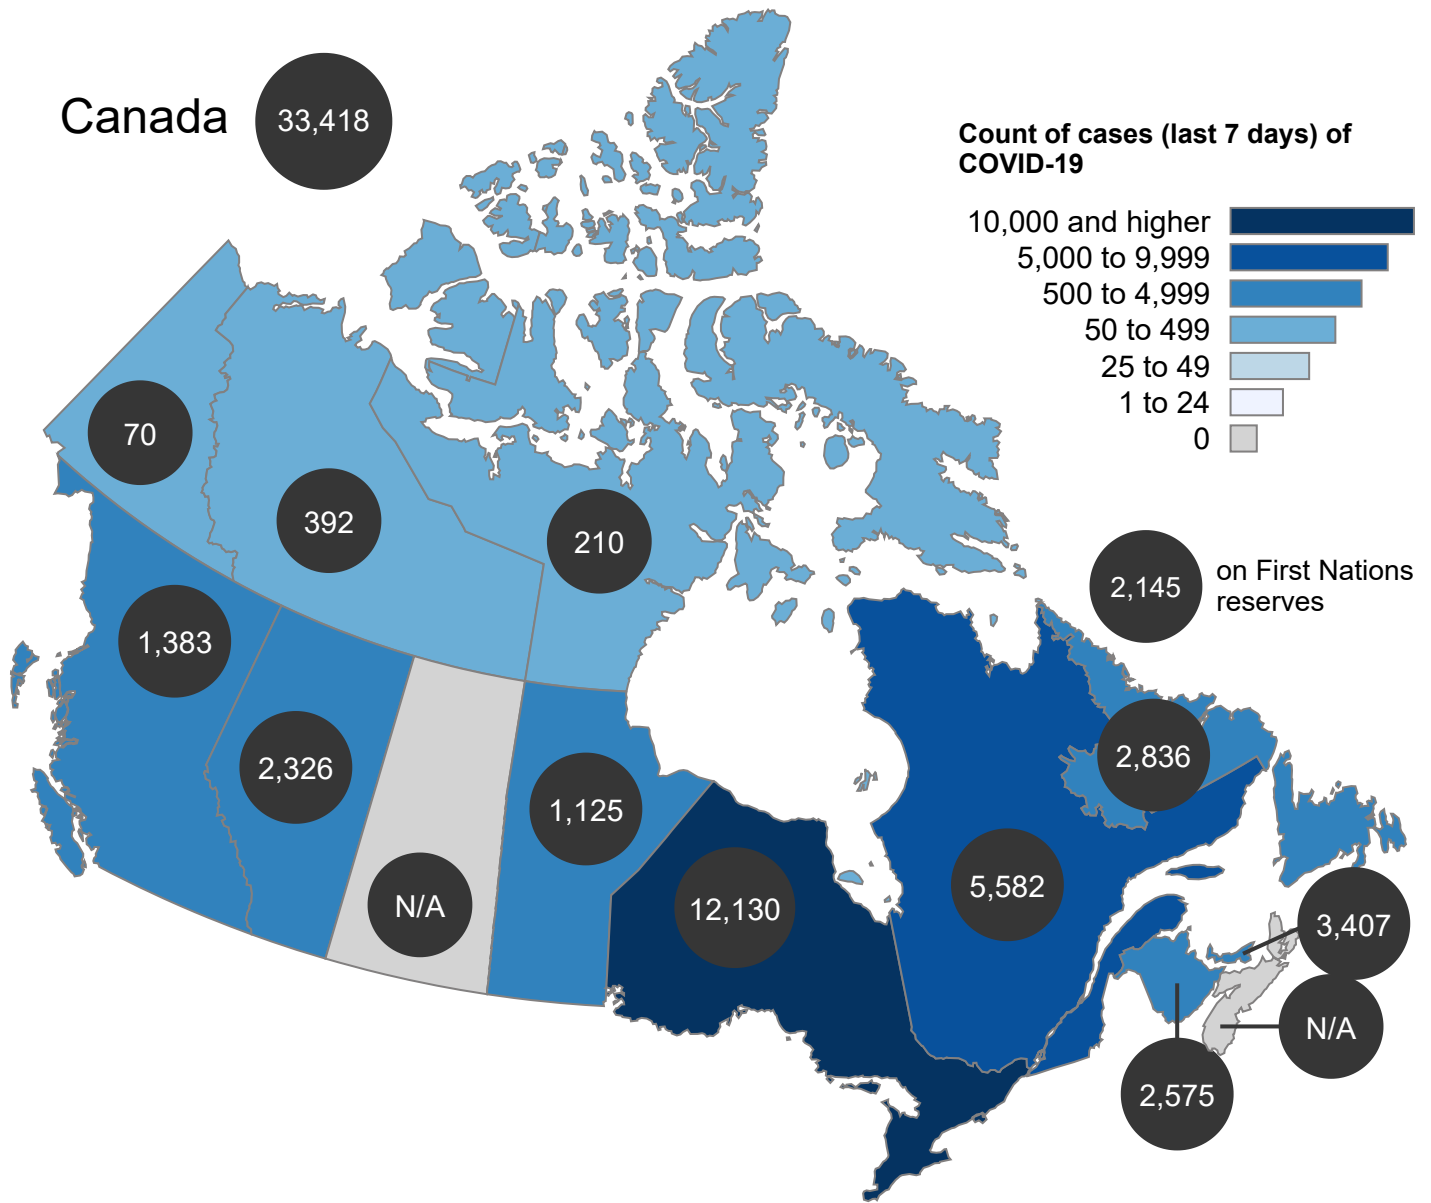 Canada
33,418
Count of cases (last 7 days) of
COVID-19
10,000 and higher
5,000 to 9,999
500 to 4,999
50 to 499
25 to 49
1 to 24
0
70
392
210
2,145
on First Nations
reserves
1,383
2,326
N/A
1,125
12,130
5,582
2,836
3,407
N/A
2,575